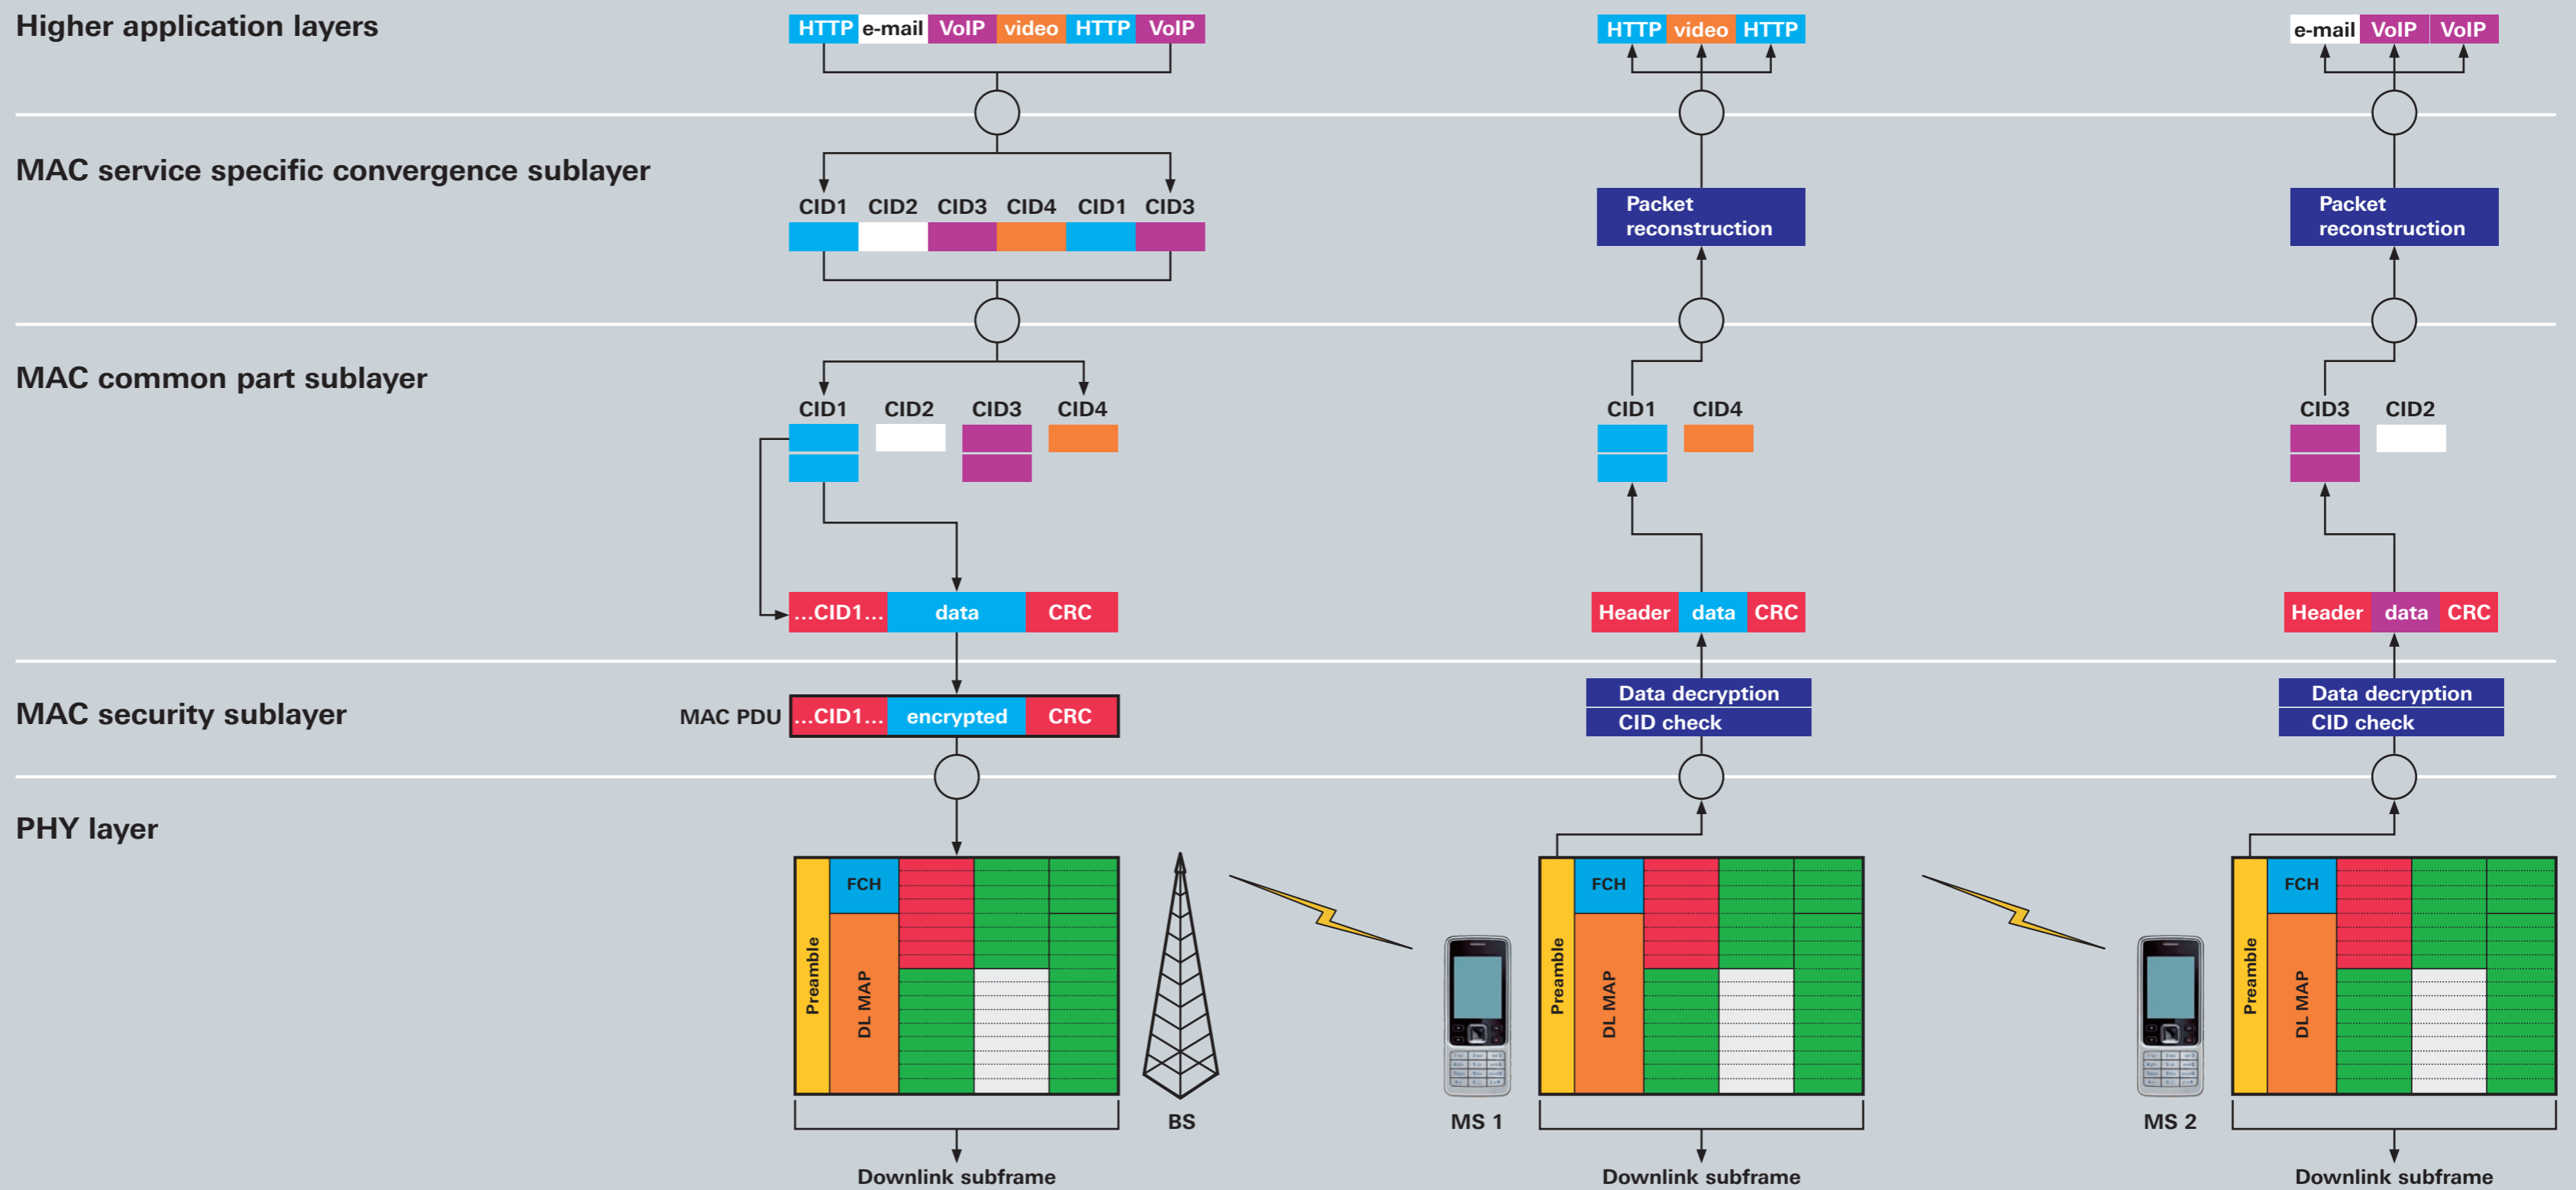 Higher application layers
HTTP e-mail VoIP video HTTP VoIP
HTTP video HTTP
e-mail VoIP VoIP
MAC service specific convergence sublayer
CID1 CID2 CID3 CID4 CID1 CID3
Packet
reconstruction
Packet
reconstruction
MAC common part sublayer
CID1 CID2 CID3 CID4
CID1 CID4
CID3 CID2
...CID1... data CRC
Header data CRC
Header data CRC
MAC security sublayer
MAC PDU ...CID1... encrypted CRC
Data decryption
CID check
Data decryption
CID check
PHY layer
Preamble
FCH
DL MAP
BS
Downlink subframe
MS 1
Preamble
FCH
DL MAP
Downlink subframe
MS 2
Preamble
FCH
DL MAP
Downlink subframe